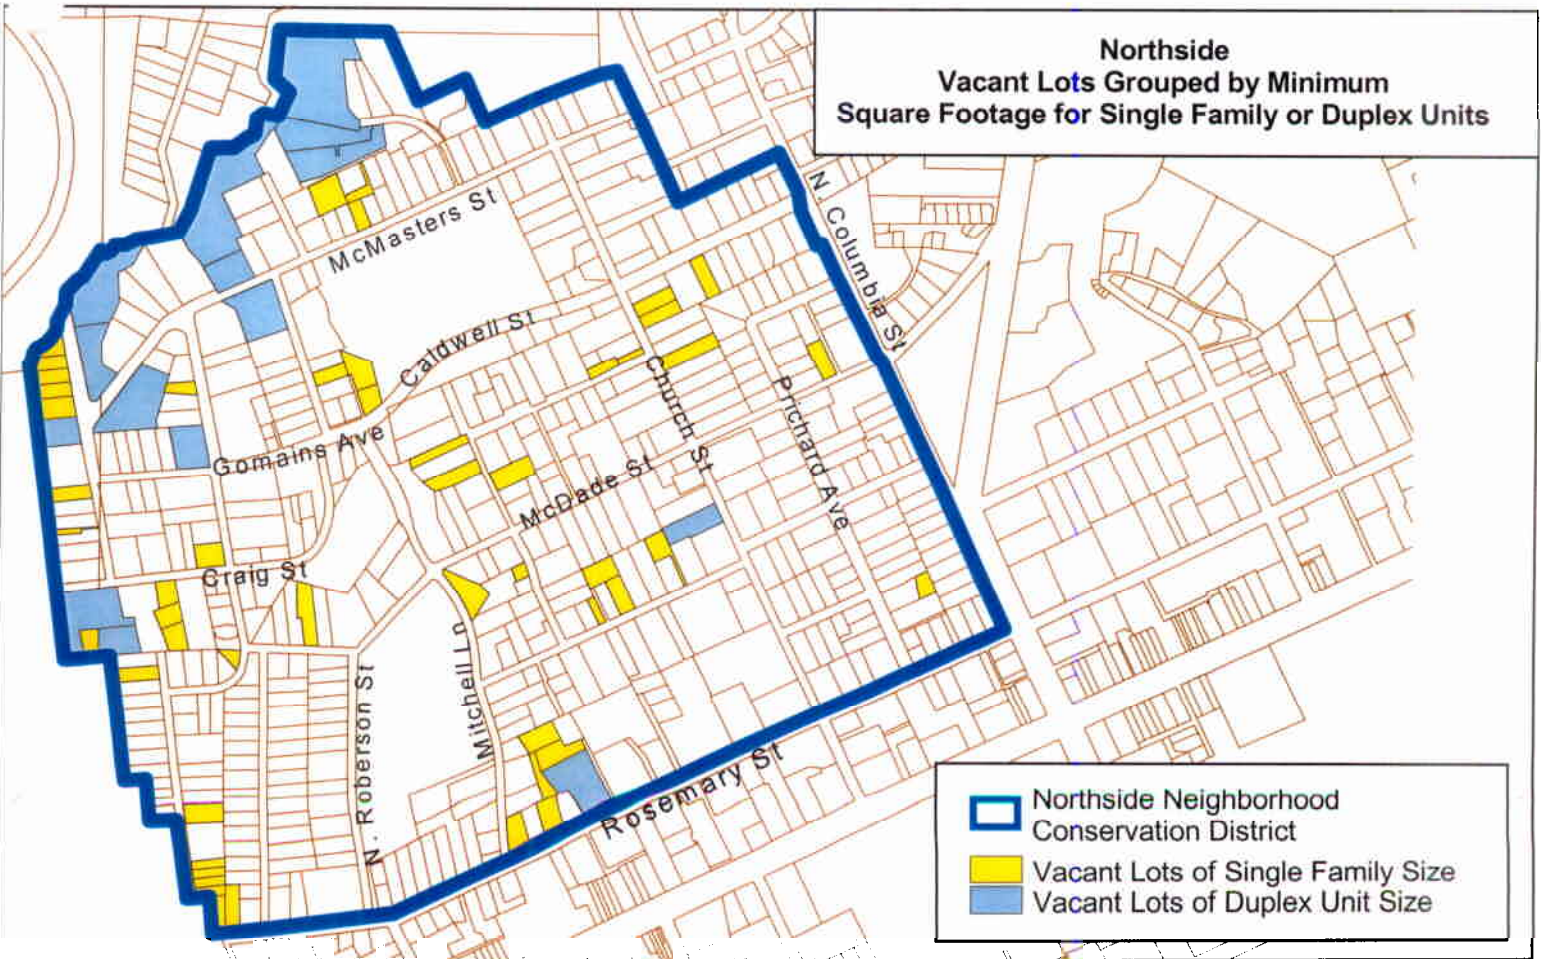 Northside
Vacant Lots Grouped by Minimum
Square Footage for Single Family or Duplex Units
N. Columbia St
McMasters St
Caldwell St
Church St
Prichard Ave
Gomains Ave
McDade St
Craig St
Mitchell Ln
N. Roberson St
Rosemary St
Northside Neighborhood
Conservation District
Vacant Lots of Single Family Size
Vacant Lots of Duplex Unit Size